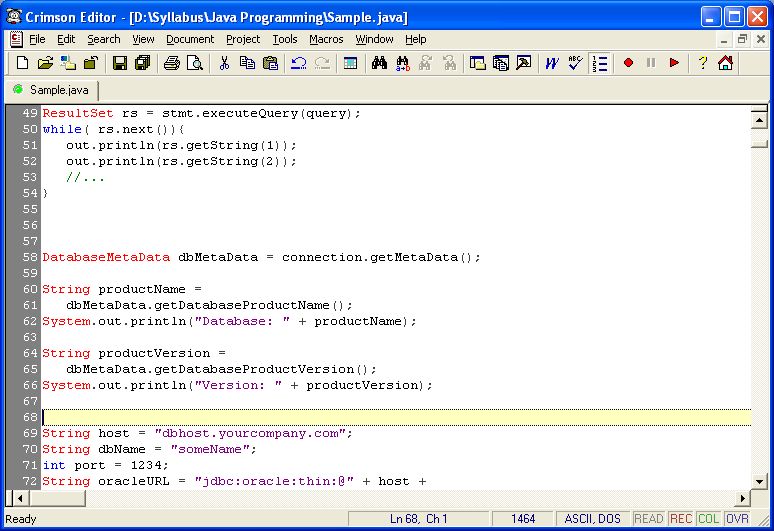 Crimson Editor - [D:\Syllabus\Java Programming\Sample.java]
File Edit Search View Document Project Tools Macros Window Help
Sample.java
49 ResultSet rs = stmt.executeQuery(query);
50 while( rs.next()){
51    out.println(rs.getString(1));
52    out.println(rs.getString(2));
53    //...
54 }
55
56
57
58 DatabaseMetaData dbMetaData = connection.getMetaData();
59
60 String productName =
61    dbMetaData.getDatabaseProductName();
62 System.out.println("Database: " + productName);
63
64 String productVersion =
65    dbMetaData.getDatabaseProductVersion();
66 System.out.println("Version: " + productVersion);
67
68
69 String host = "dbhost.yourcompany.com";
70 String dbName = "someName";
71 int port = 1234;
72 String oracleURL = "jdbc:oracle:thin:@" + host +
Ready Ln 68, Ch 1 1464 ASCII, DOS READ REC COL OVR